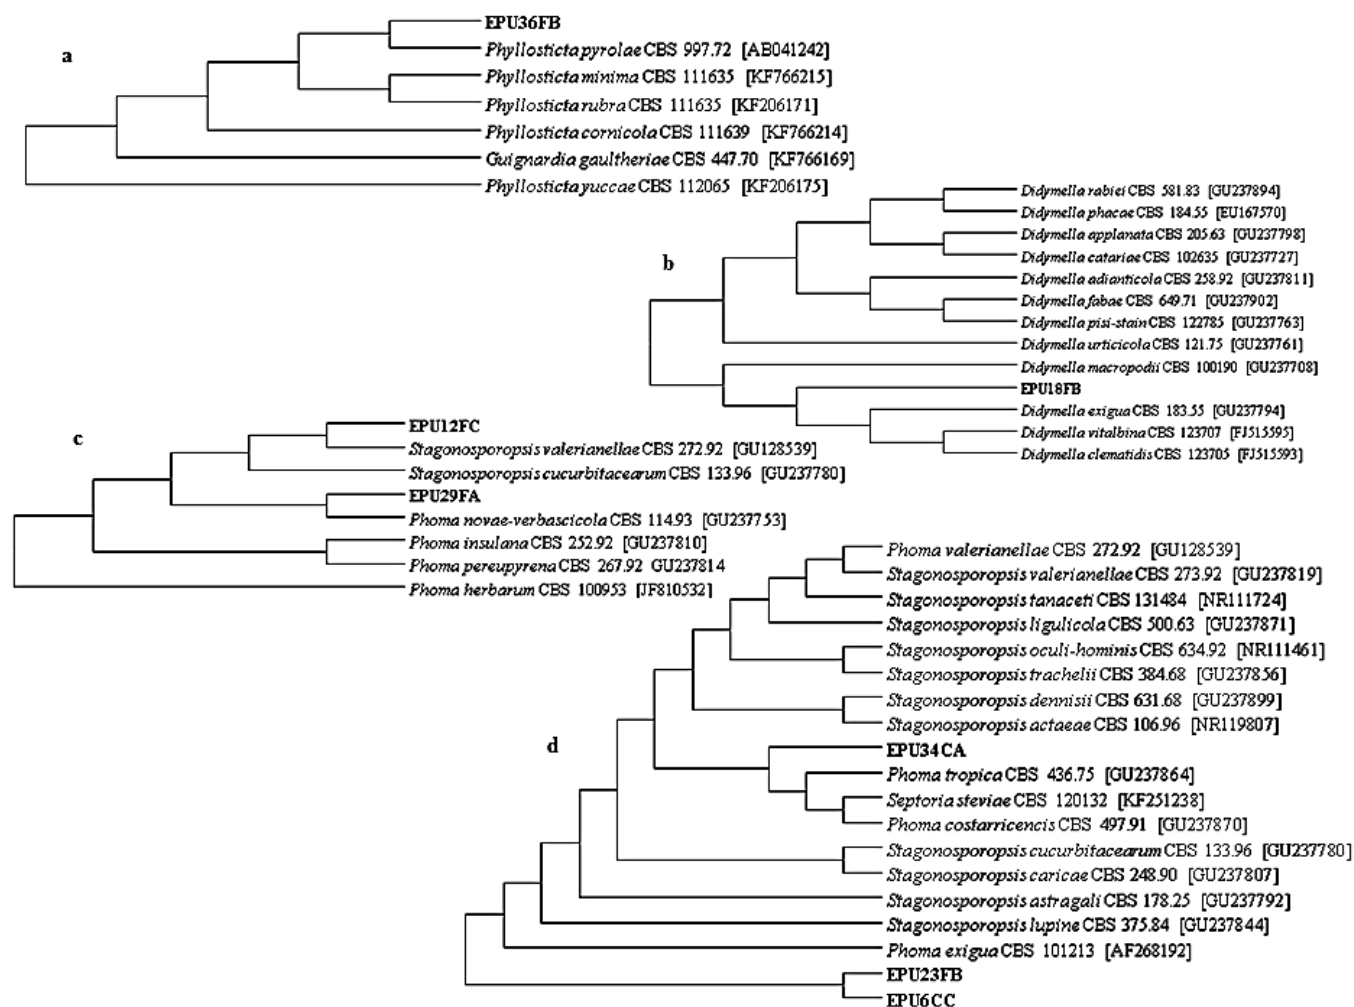 a
EPU36FB
Phyllosticta pyrolae CBS 997.72 [AB041242]
Phyllosticta minima CBS 111635 [KF766215]
Phyllosticta rubra CBS 111635 [KF206171]
Phyllosticta cornicola CBS 111639 [KF766214]
Guignardia gaultheriae CBS 447.70 [KF766169]
Phyllosticta yuccae CBS 112065 [KF206175]
b
Didymella rabiei CBS 581.83 [GU237894]
Didymella phacae CBS 184.55 [EU167570]
Didymella applanata CBS 205.63 [GU237798]
Didymella catariae CBS 102635 [GU237727]
Didymella adianticola CBS 258.92 [GU237811]
Didymella fabae CBS 649.71 [GU237902]
Didymella pisi-stain CBS 122785 [GU237763]
Didymella urticicola CBS 121.75 [GU237761]
Didymella macropodii CBS 100190 [GU237708]
EPU18FB
Didymella exigua CBS 183.55 [GU237794]
Didymella vitalbina CBS 123707 [FJ515595]
Didymella clematidis CBS 123705 [FJ515593]
c
EPU12FC
Stagonosporopsis valerianellae CBS 272.92 [GU128539]
Stagonosporopsis cucurbitacearum CBS 133.96 [GU237780]
EPU29FA
Phoma novae-verbascicola CBS 114.93 [GU237753]
Phoma insulana CBS 252.92 [GU237810]
Phoma pereupyrena CBS 267.92 GU237814
Phoma herbarum CBS 100953 [JF810532]
d
Phoma valerianellae CBS 272.92 [GU128539]
Stagonosporopsis valerianellae CBS 273.92 [GU237819]
Stagonosporopsis tanaceti CBS 131484 [NR111724]
Stagonosporopsis ligulicola CBS 500.63 [GU237871]
Stagonosporopsis oculi-hominis CBS 634.92 [NR111461]
Stagonosporopsis trachelii CBS 384.68 [GU237856]
Stagonosporopsis dennisii CBS 631.68 [GU237899]
Stagonosporopsis actaeae CBS 106.96 [NR119807]
EPU34CA
Phoma tropica CBS 436.75 [GU237864]
Septoria steviae CBS 120132 [KF251238]
Phoma costarricencis CBS 497.91 [GU237870]
Stagonosporopsis cucurbitacearum CBS 133.96 [GU237780]
Stagonosporopsis caricae CBS 248.90 [GU237807]
Stagonosporopsis astragali CBS 178.25 [GU237792]
Stagonosporopsis lupine CBS 375.84 [GU237844]
Phoma exigua CBS 101213 [AF268192]
EPU23FB
EPU6CC